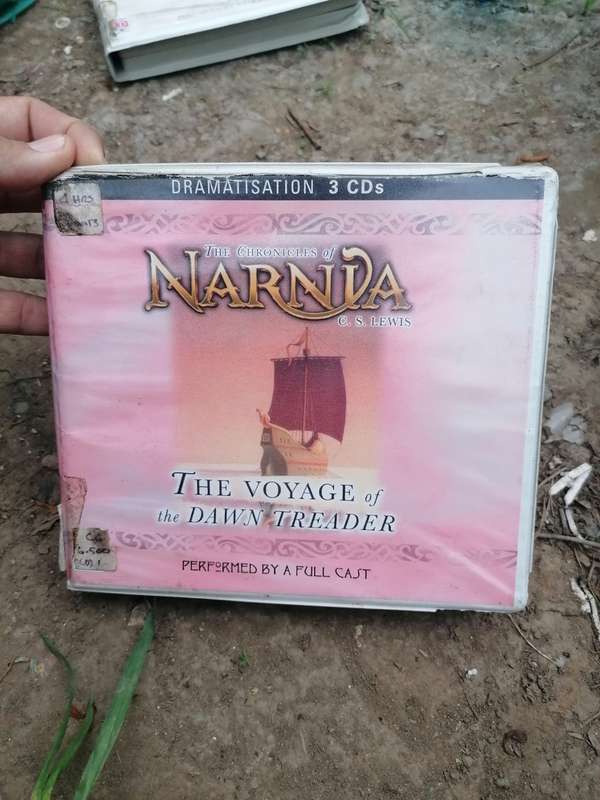 DRAMATISATION 3 CDs
THE CHRONICLES of
NARNIA
C. S. LEWIS
THE VOYAGE of
the DAWN TREADER
PERFORMED BY A FULL CAST